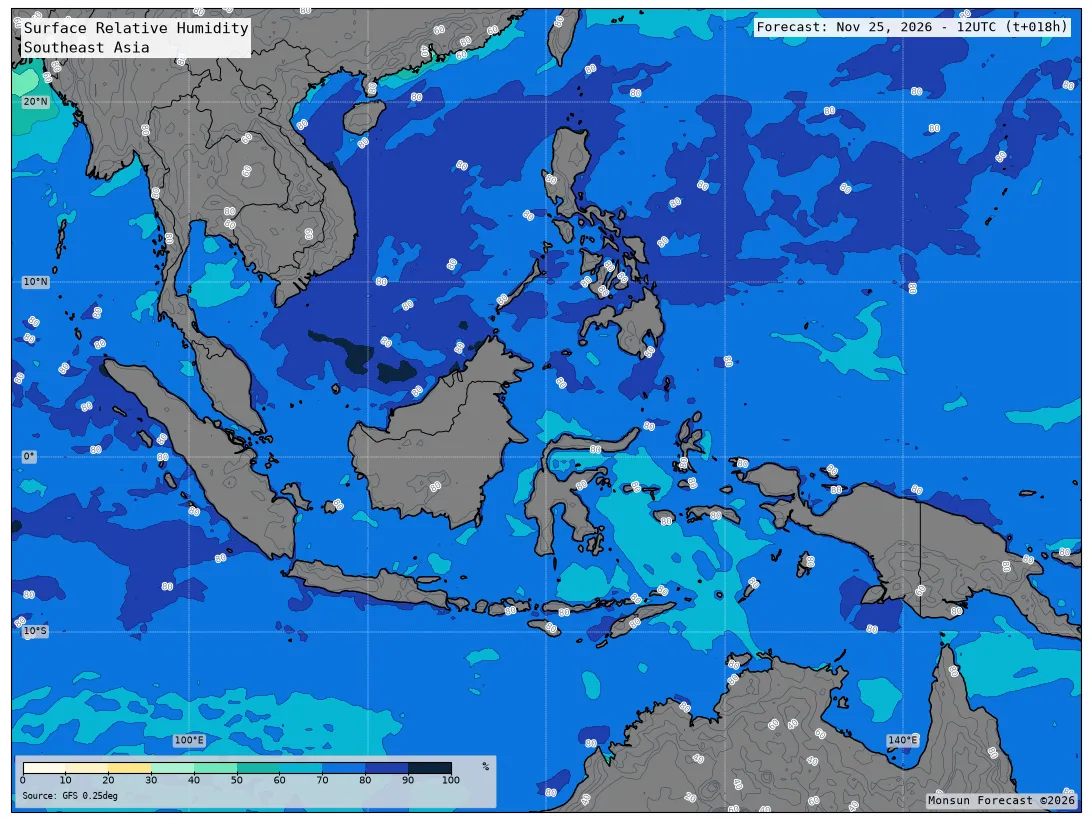 Surface Relative Humidity
Southeast Asia
Forecast: Nov 25, 2026 - 12UTC (t+018h)
20°N
10°N
0°
10°S
100°E
140°E
%
0 10 20 30 40 50 60 70 80 90 100
Source: GFS 0.25deg
Monsun Forecast ©2026